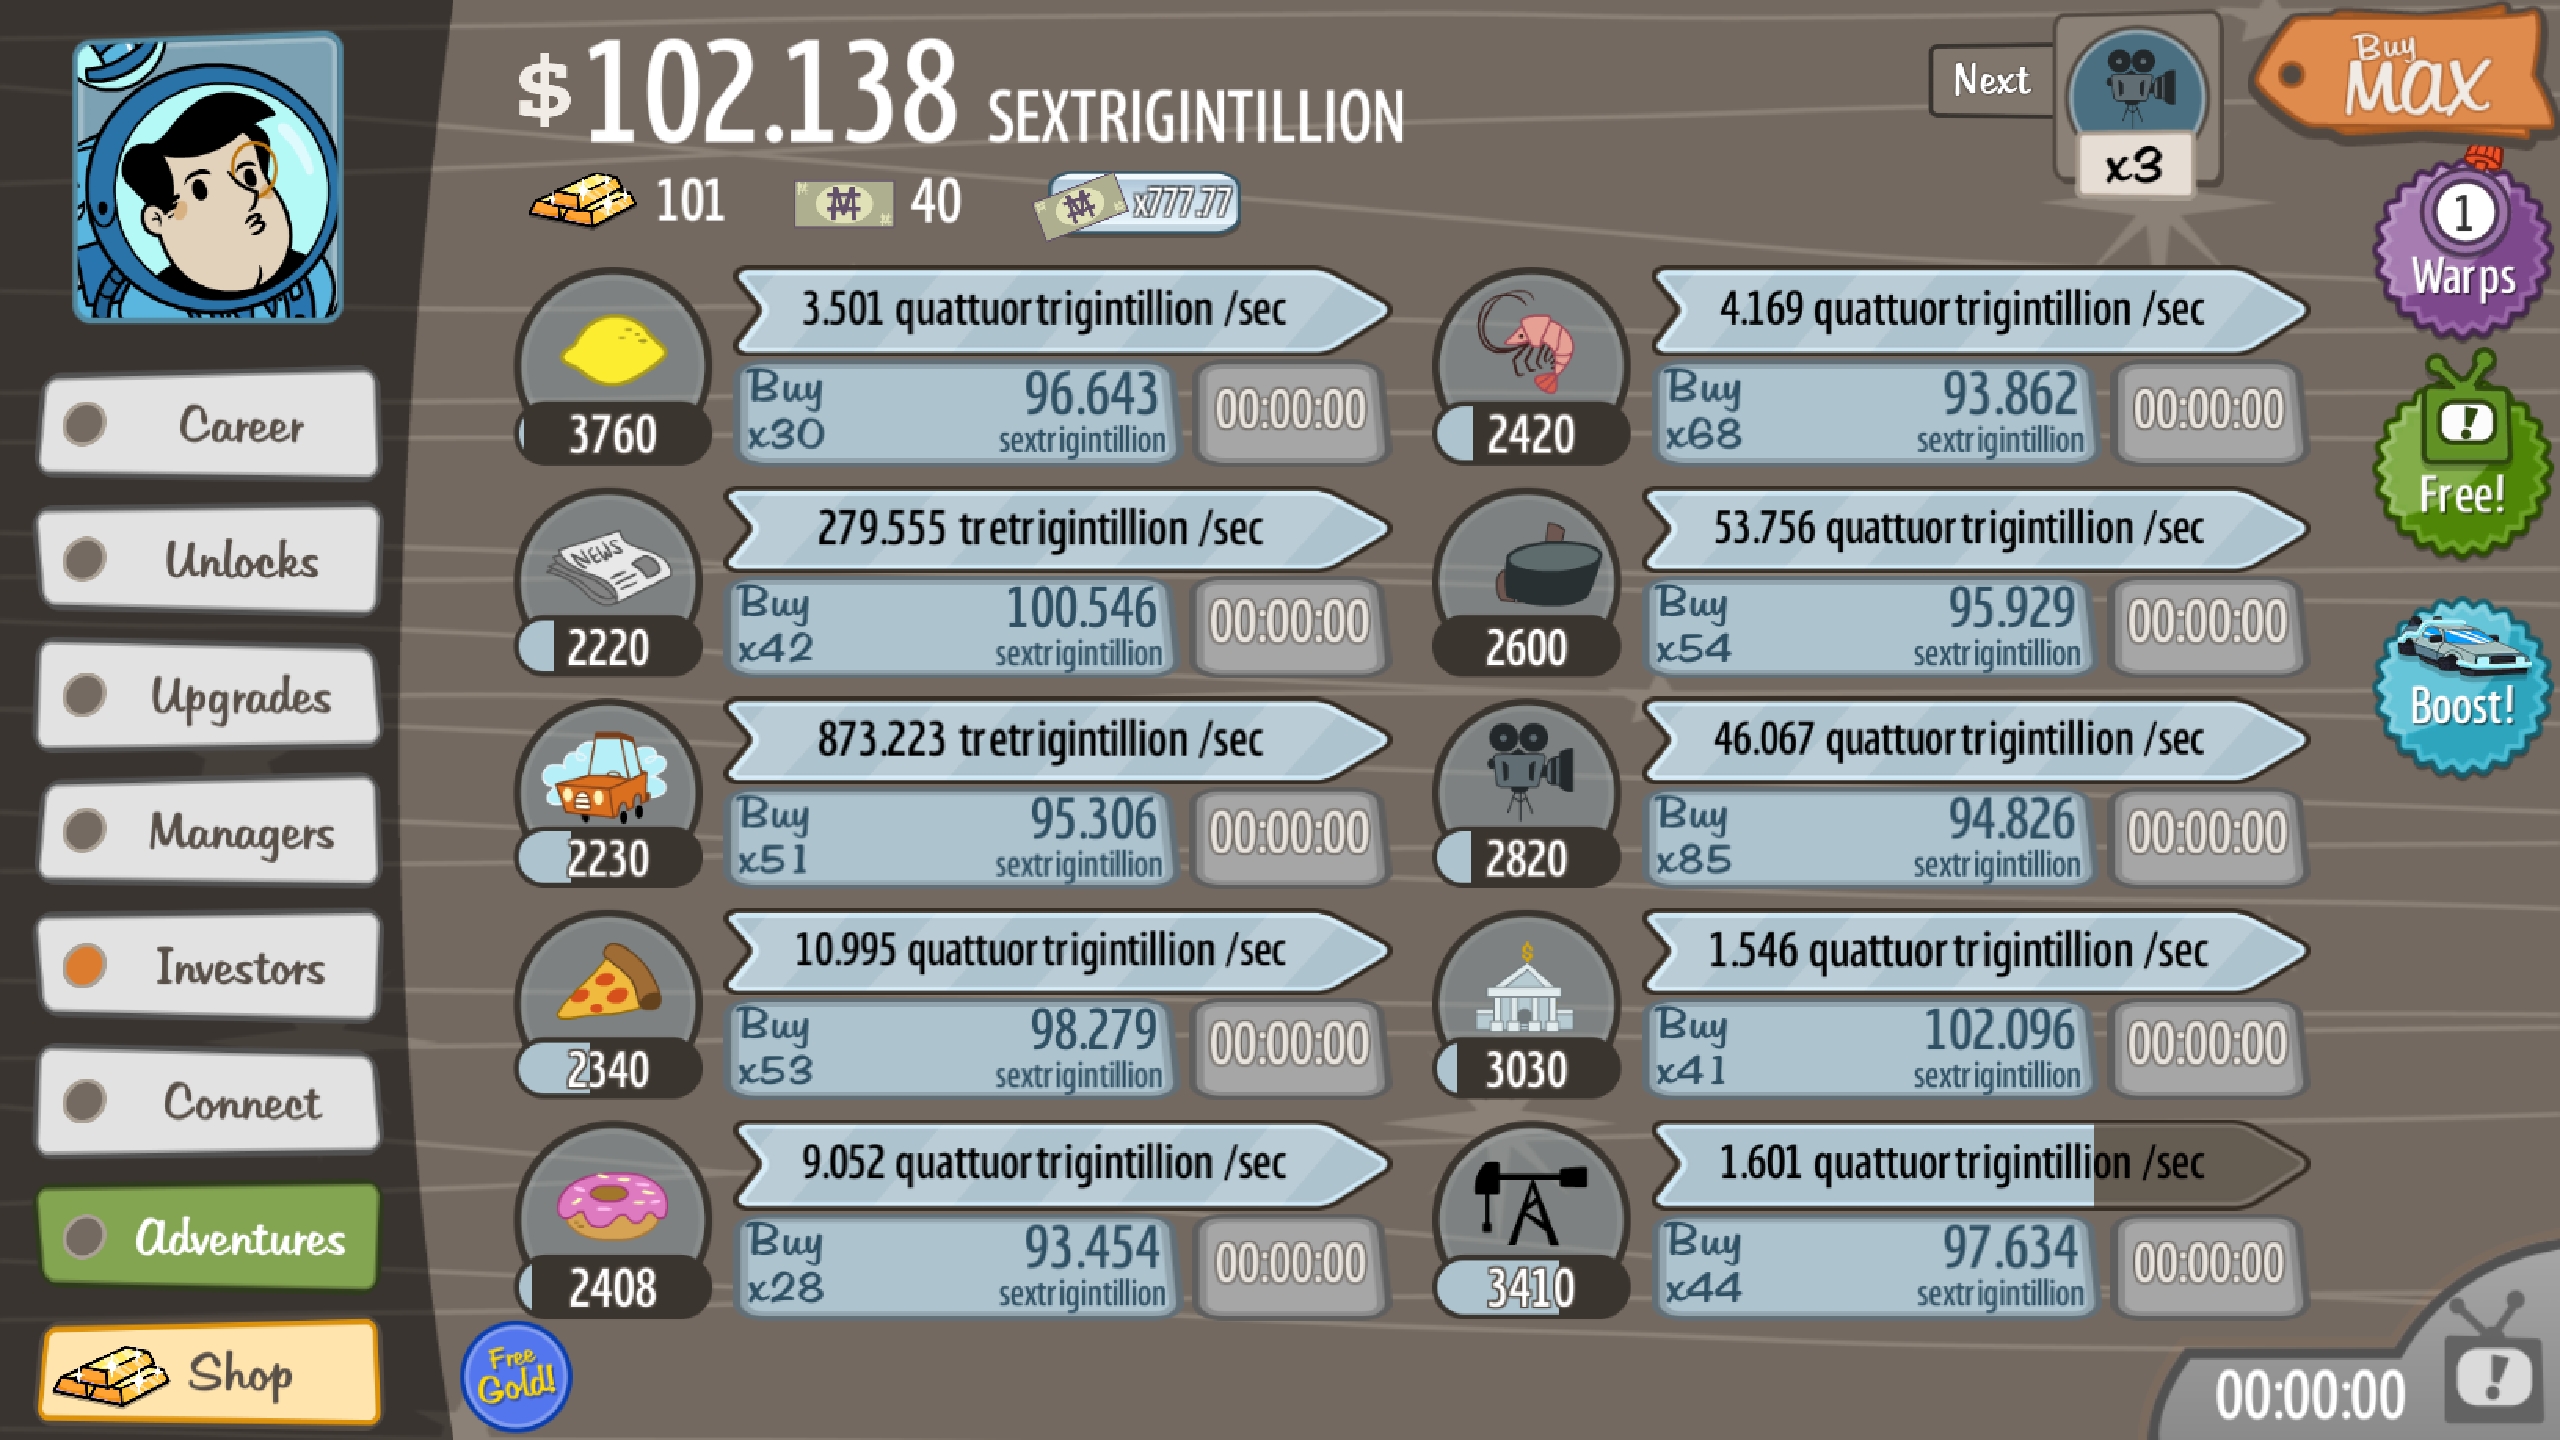 $102.138 SEXTRIGINTILLION
Next
x3
Buy
MAX
101
40
x777.77
1
Warps
Free!
Boost!
Career
Unlocks
Upgrades
Managers
Investors
Connect
Adventures
Shop
3760
3.501 quattuortrigintillion /sec
Buy
x30
96.643
sextrigintillion
00:00:00
2420
4.169 quattuortrigintillion /sec
Buy
x68
93.862
sextrigintillion
00:00:00
NEWS
2220
279.555 tretrigintillion /sec
Buy
x42
100.546
sextrigintillion
00:00:00
2600
53.756 quattuortrigintillion /sec
Buy
x54
95.929
sextrigintillion
00:00:00
2230
873.223 tretrigintillion /sec
Buy
x51
95.306
sextrigintillion
00:00:00
2820
46.067 quattuortrigintillion /sec
Buy
x85
94.826
sextrigintillion
00:00:00
2340
10.995 quattuortrigintillion /sec
Buy
x53
98.279
sextrigintillion
00:00:00
$
3030
1.546 quattuortrigintillion /sec
Buy
x41
102.096
sextrigintillion
00:00:00
2408
9.052 quattuortrigintillion /sec
Buy
x28
93.454
sextrigintillion
00:00:00
3410
1.601 quattuortrigintillion /sec
Buy
x44
97.634
sextrigintillion
00:00:00
Free
Gold!
00:00:00
!